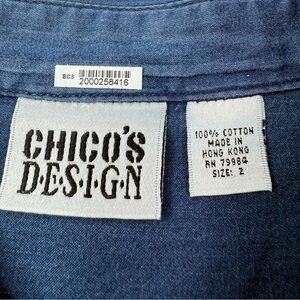 BC3
2000258416
CHICO'S
D·E·S·I·G·N
100% COTTON
MADE IN
HONG KONG
RN 79984
SIZE: 2